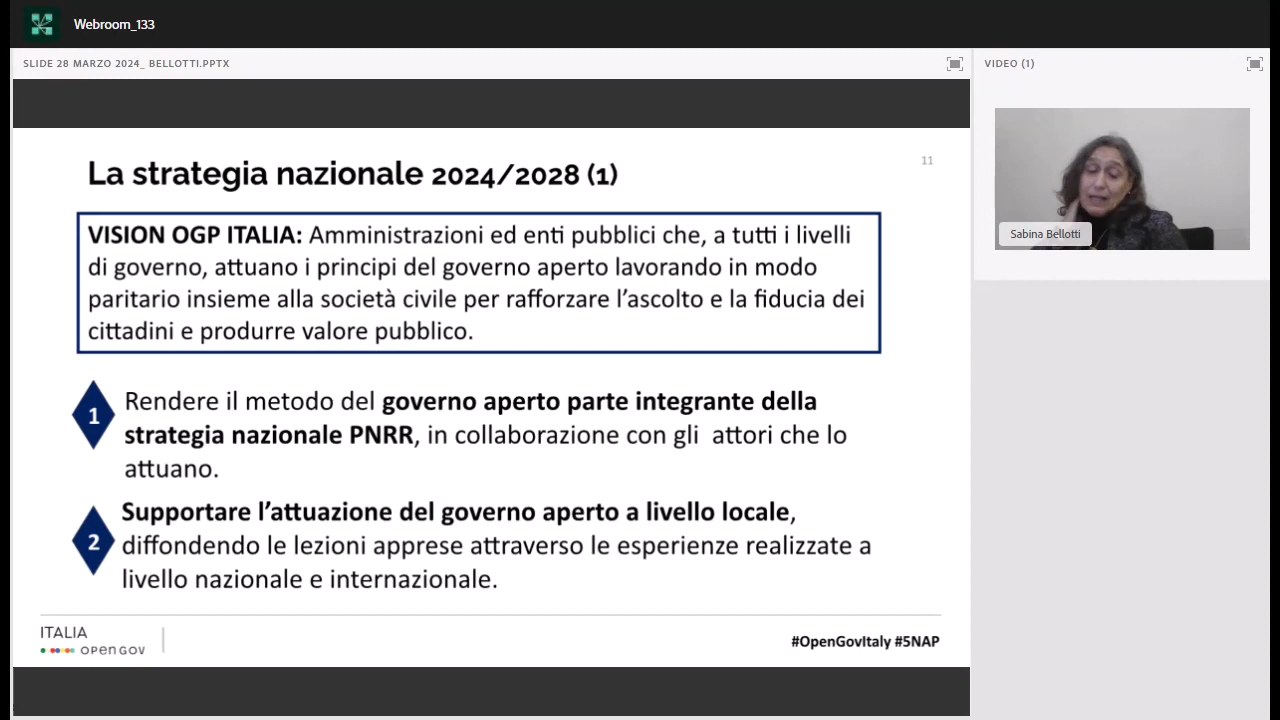 Webroom_133
SLIDE 28 MARZO 2024_ BELLOTTI.PPTX
VIDEO (1)
11
La strategia nazionale 2024/2028 (1)
VISION OGP ITALIA: Amministrazioni ed enti pubblici che, a tutti i livelli
di governo, attuano i principi del governo aperto lavorando in modo
paritario insieme alla società civile per rafforzare l’ascolto e la fiducia dei
cittadini e produrre valore pubblico.
1
Rendere il metodo del governo aperto parte integrante della
strategia nazionale PNRR, in collaborazione con gli attori che lo
attuano.
2
Supportare l’attuazione del governo aperto a livello locale,
diffondendo le lezioni apprese attraverso le esperienze realizzate a
livello nazionale e internazionale.
ITALIA
OPEN GOV
#OpenGovItaly #5NAP
Sabina Bellotti